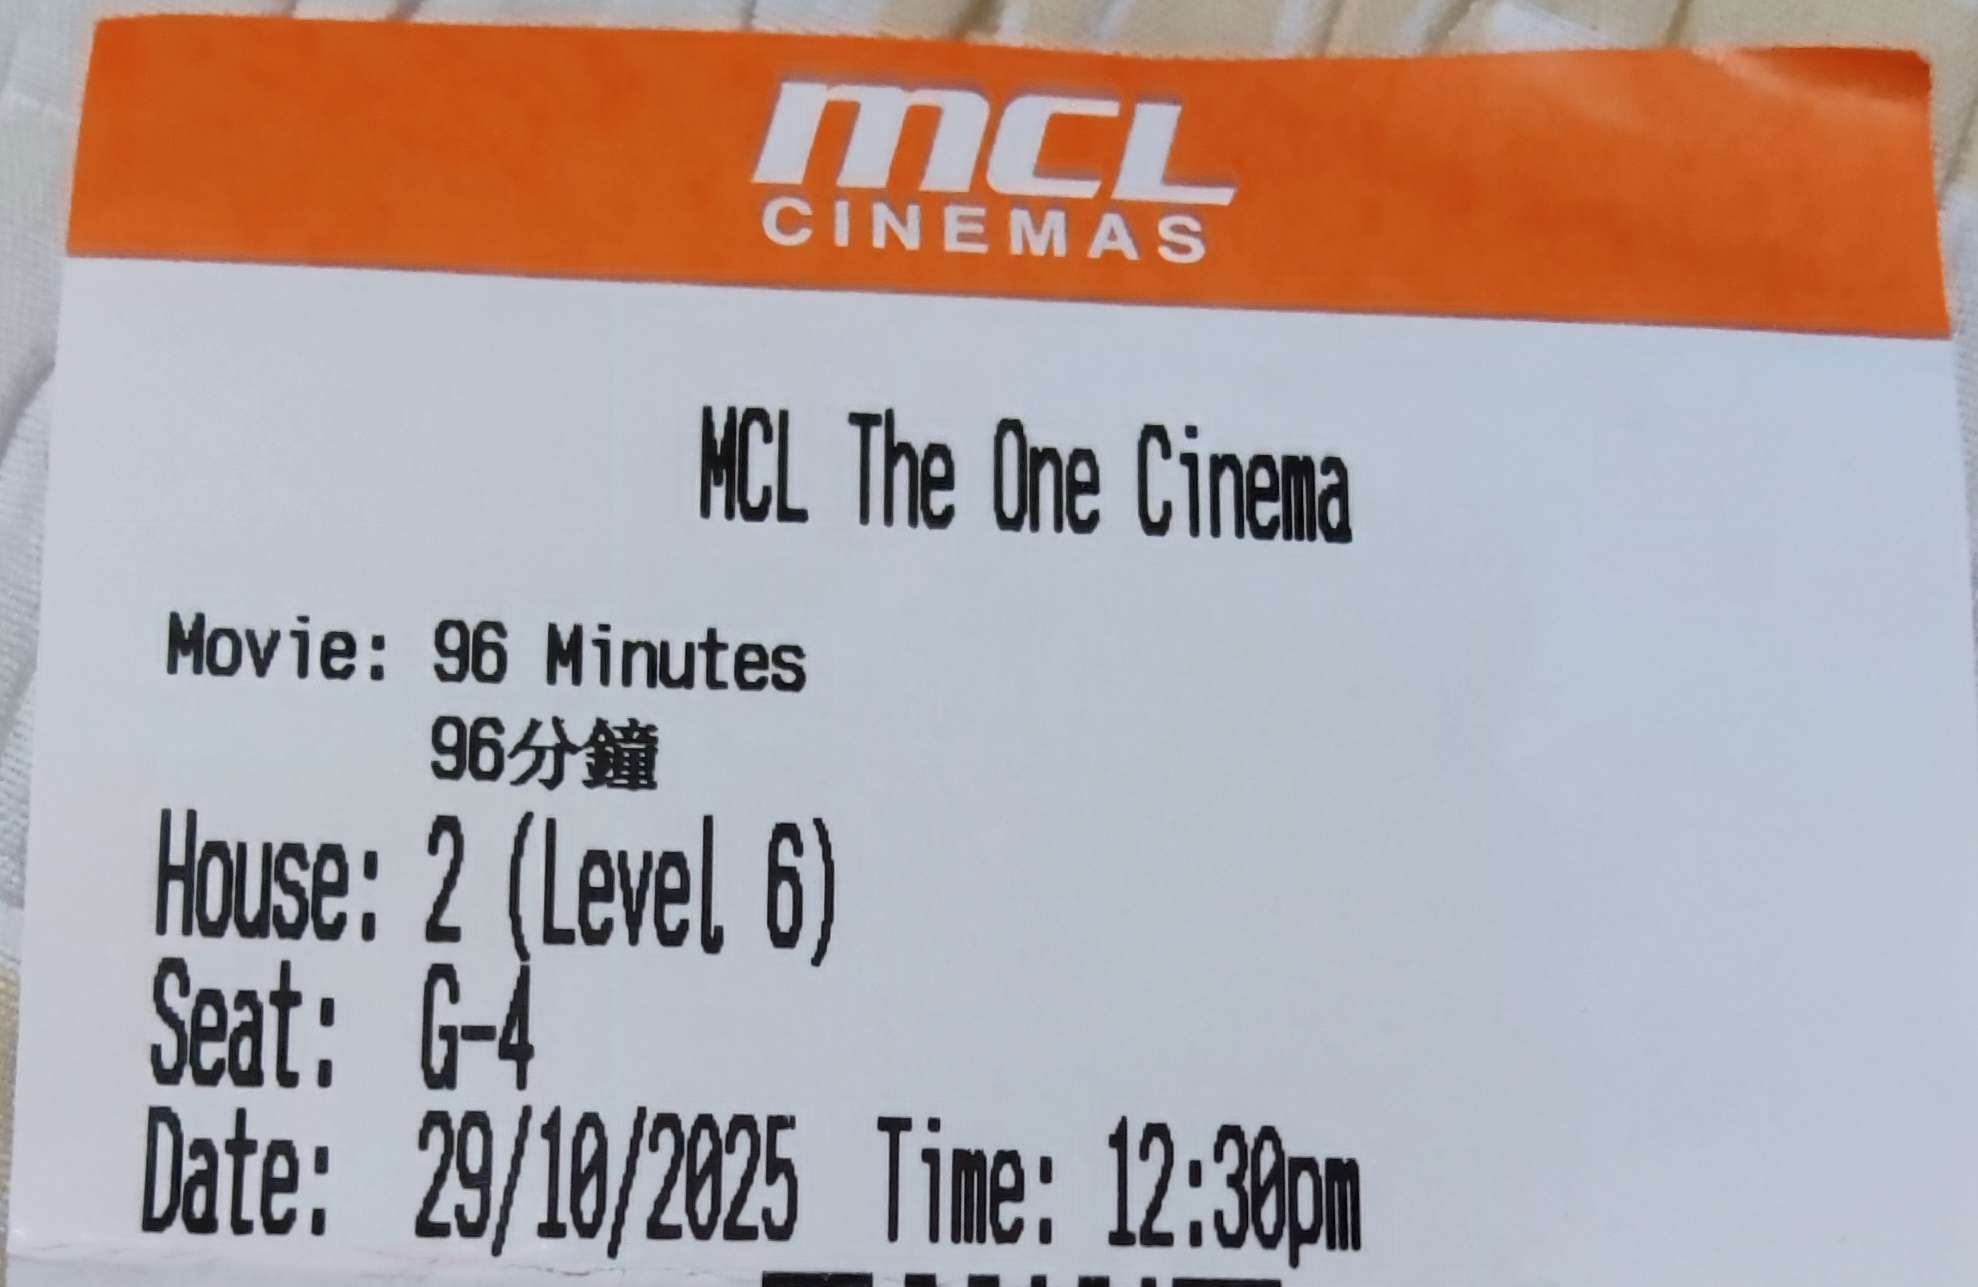 MCL
CINEMAS
MCL The One Cinema
Movie: 96 Minutes
96分鐘
House: 2 (Level 6)
Seat: G-4
Date: 29/10/2025 Time: 12:30pm